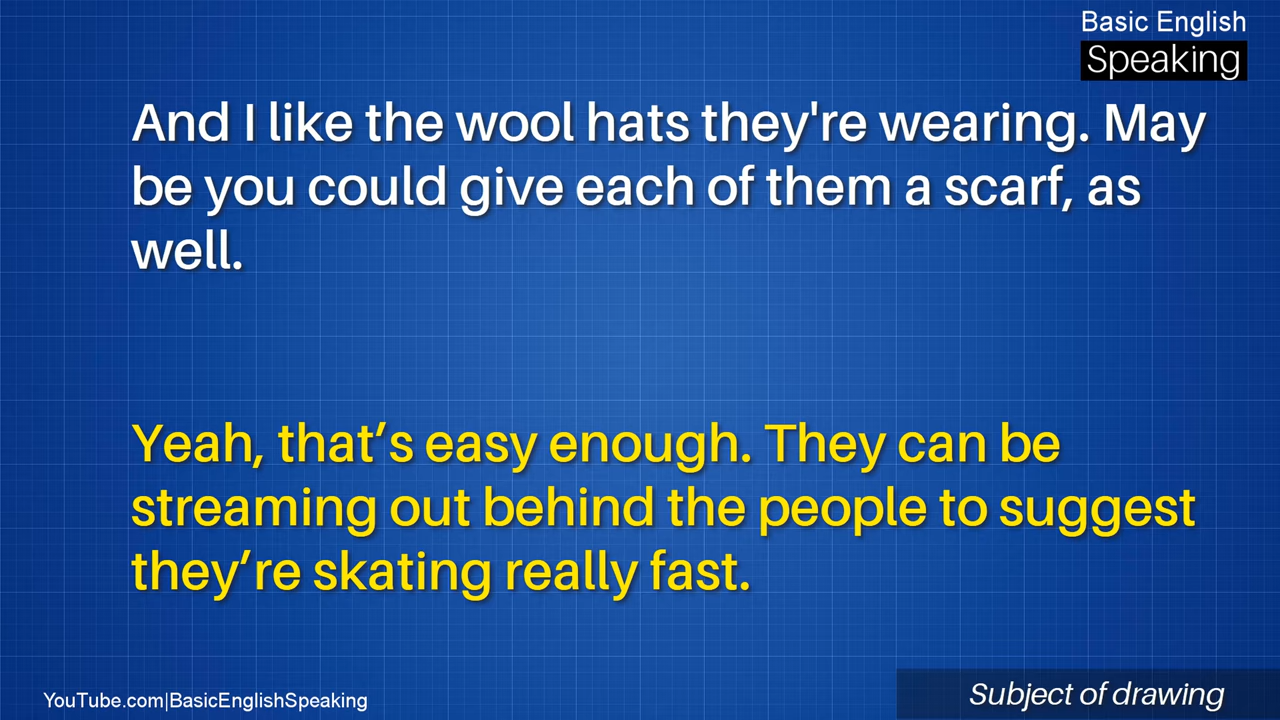 Basic English
Speaking
And I like the wool hats they're wearing. May
be you could give each of them a scarf, as
well.
Yeah, that’s easy enough. They can be
streaming out behind the people to suggest
they’re skating really fast.
YouTube.com|BasicEnglishSpeaking
Subject of drawing